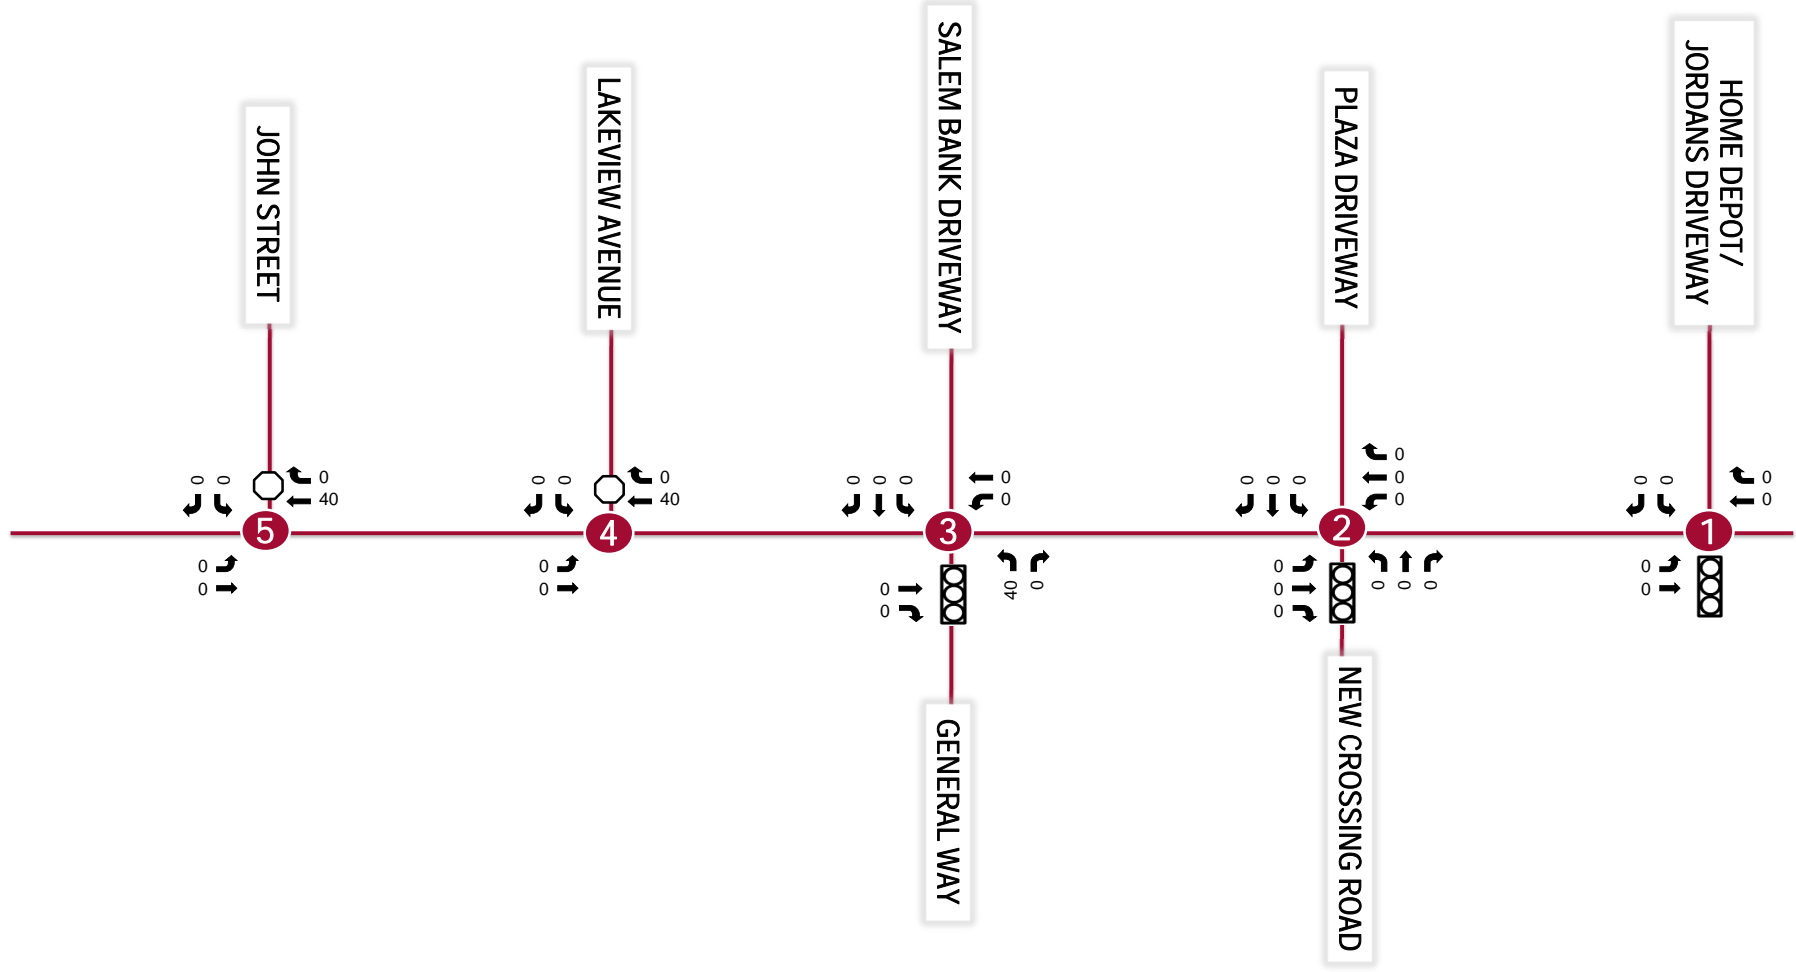 JOHN STREET
LAKEVIEW AVENUE
SALEM BANK DRIVEWAY
PLAZA DRIVEWAY
HOME DEPOT/
JORDANS DRIVEWAY
0 0
0
40
5
0
0
0 0
0
40
4
0
0
0 0 0
0
0
3
0
0
40 0
0 0 0
0
0
0
2
0
0
0
0 0 0
0 0
0
0
1
0
0
GENERAL WAY
NEW CROSSING ROAD